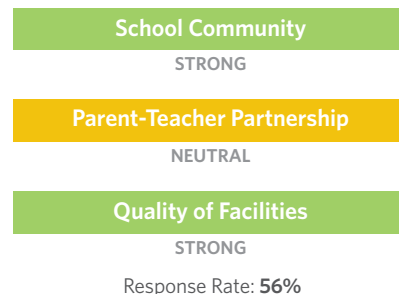 School Community
STRONG
Parent-Teacher Partnership
NEUTRAL
Quality of Facilities
STRONG
Response Rate: 56%